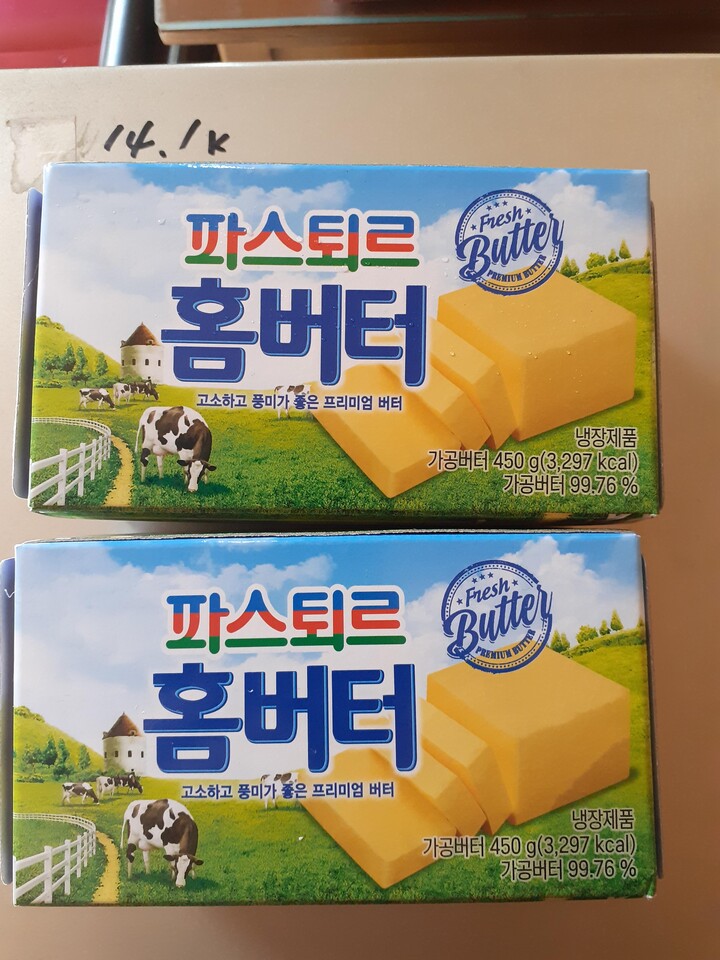 14.1k
파스퇴르
Fresh
Butter
PREMIUM BUTTER
홈버터
고소하고 풍미가 좋은 프리미엄 버터
냉장제품
가공버터 450 g(3,297 kcal)
가공버터 99.76 %
파스퇴르
Fresh
Butter
PREMIUM BUTTER
홈버터
고소하고 풍미가 좋은 프리미엄 버터
냉장제품
가공버터 450 g(3,297 kcal)
가공버터 99.76 %